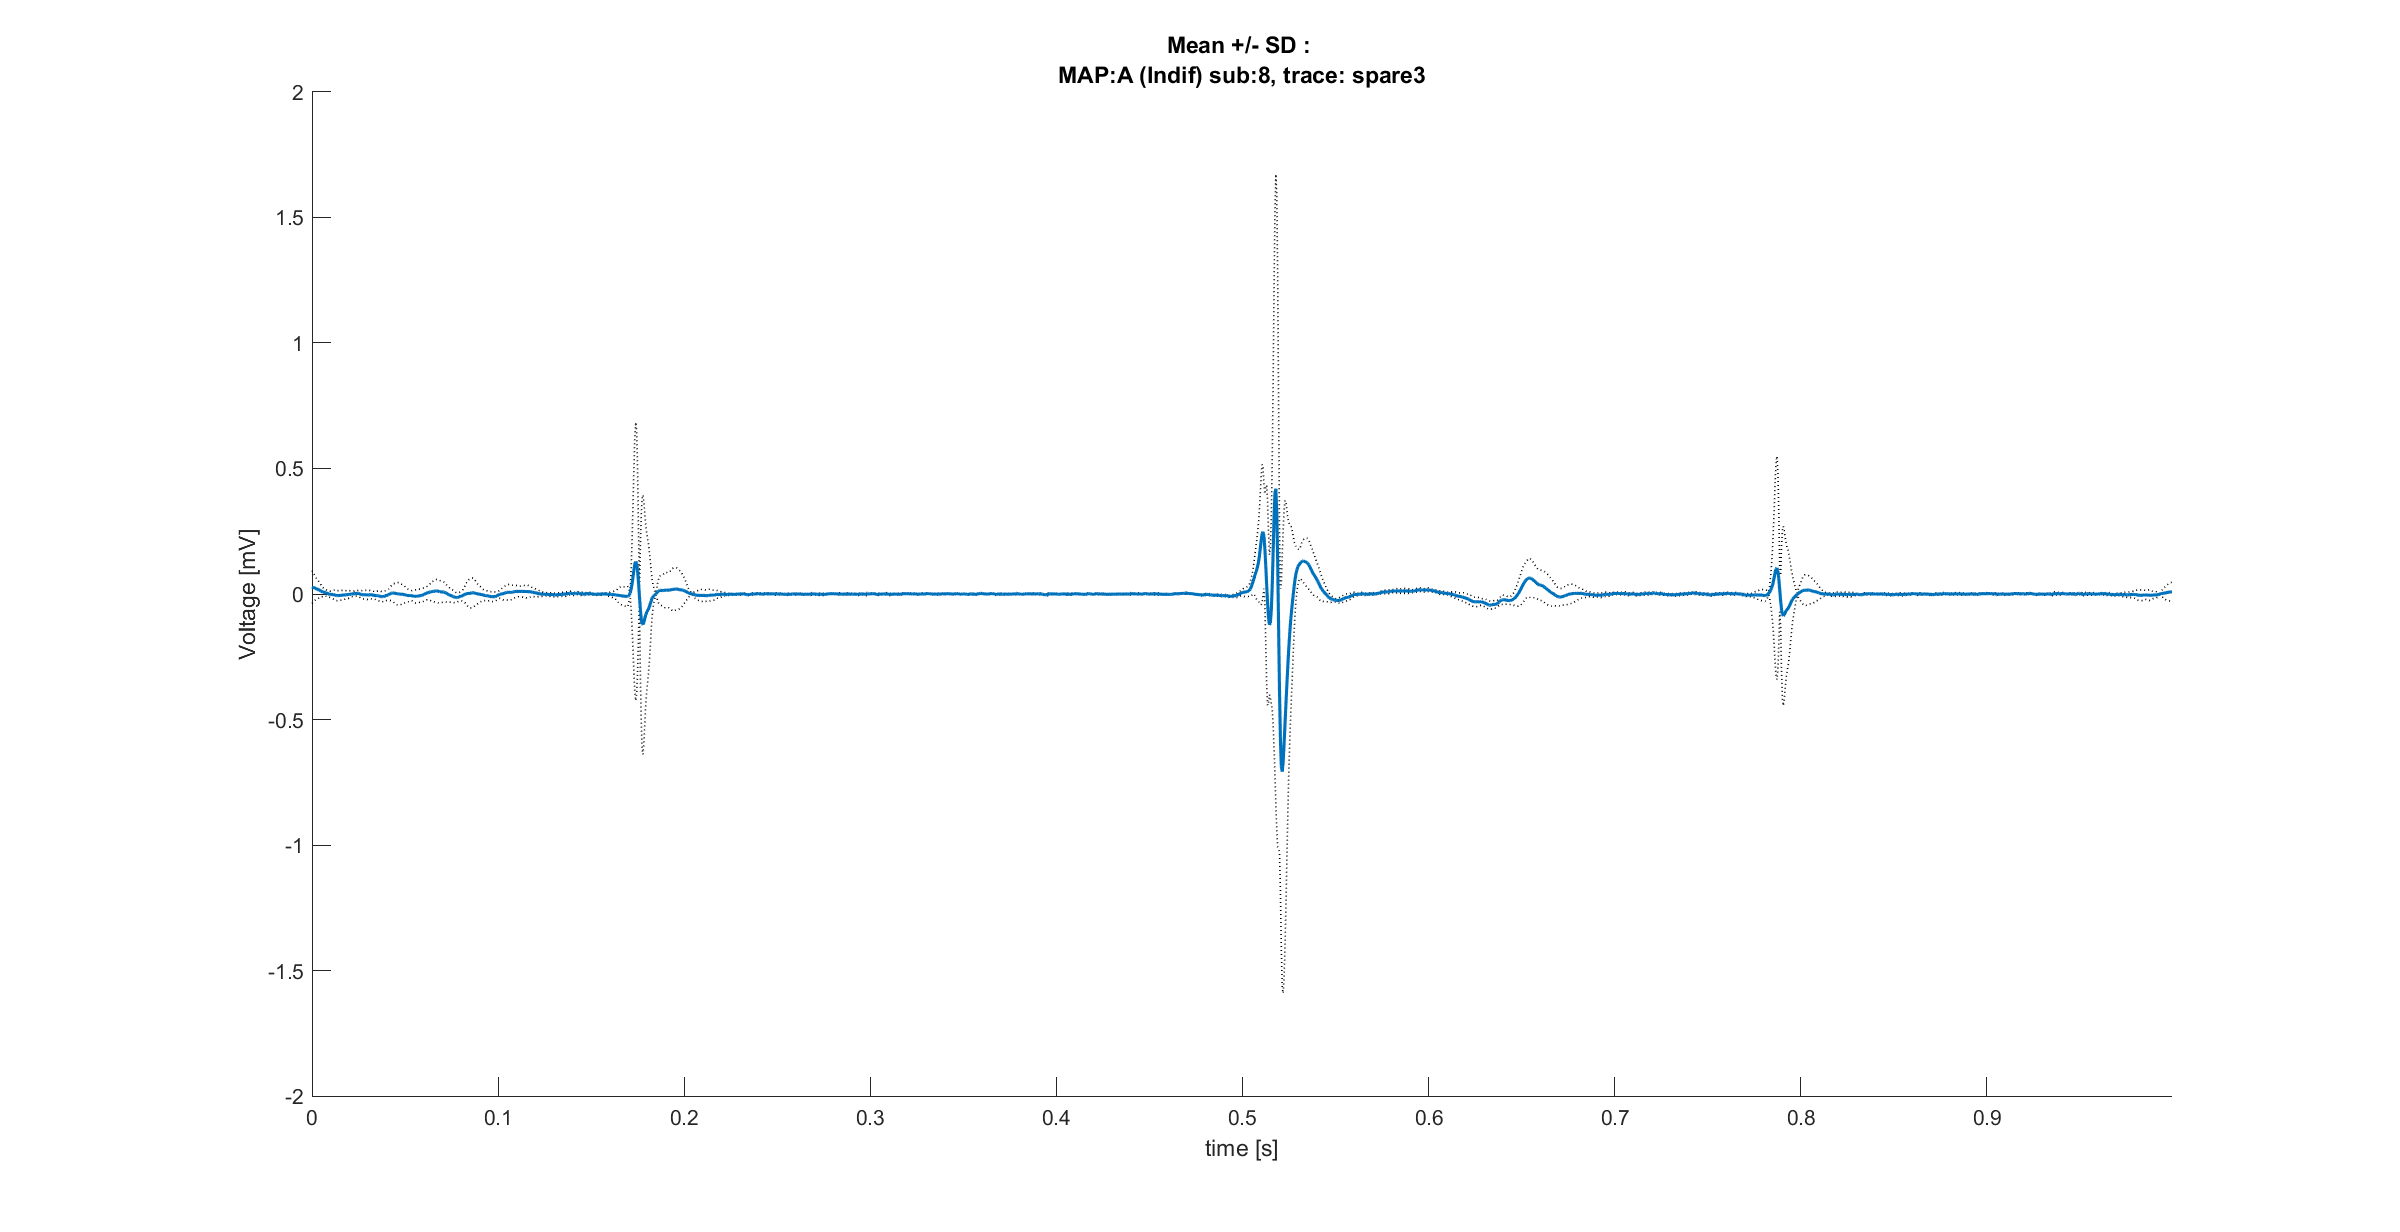 Mean +/- SD :
MAP:A (Indif) sub:8, trace: spare3
2
1.5
1
0.5
0
-0.5
-1
-1.5
-2
Voltage [mV]
0 0.1 0.2 0.3 0.4 0.5 0.6 0.7 0.8 0.9
time [s]